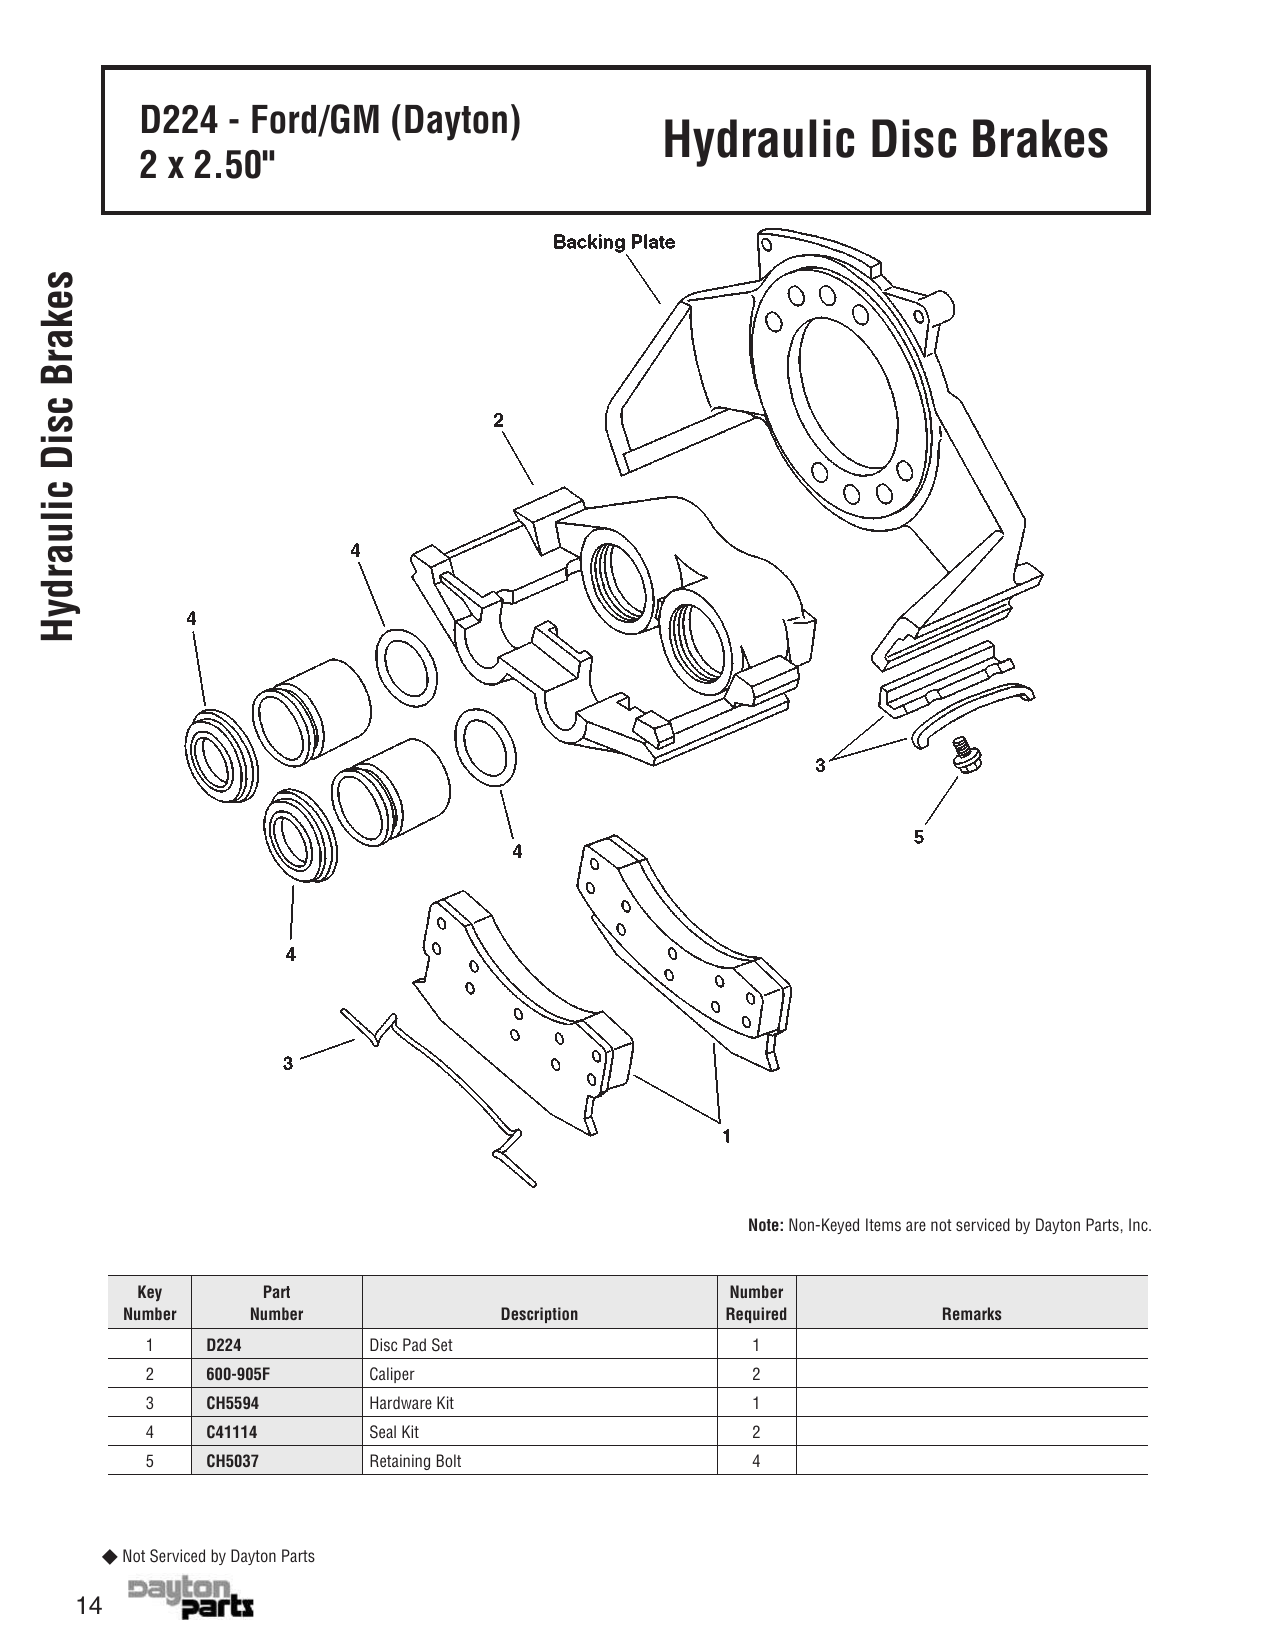 D224 - Ford/GM (Dayton)
2 x 2.50"
Hydraulic Disc Brakes
Hydraulic Disc Brakes
Backing Plate
2
4
4
3
5
4
4
3
1
Note: Non-Keyed Items are not serviced by Dayton Parts, Inc.
Key Number Part Number Description Number Required Remarks
1 D224 Disc Pad Set 1
2 600-905F Caliper 2
3 CH5594 Hardware Kit 1
4 C41114 Seal Kit 2
5 CH5037 Retaining Bolt 4
◆ Not Serviced by Dayton Parts
14
Dayton
parts